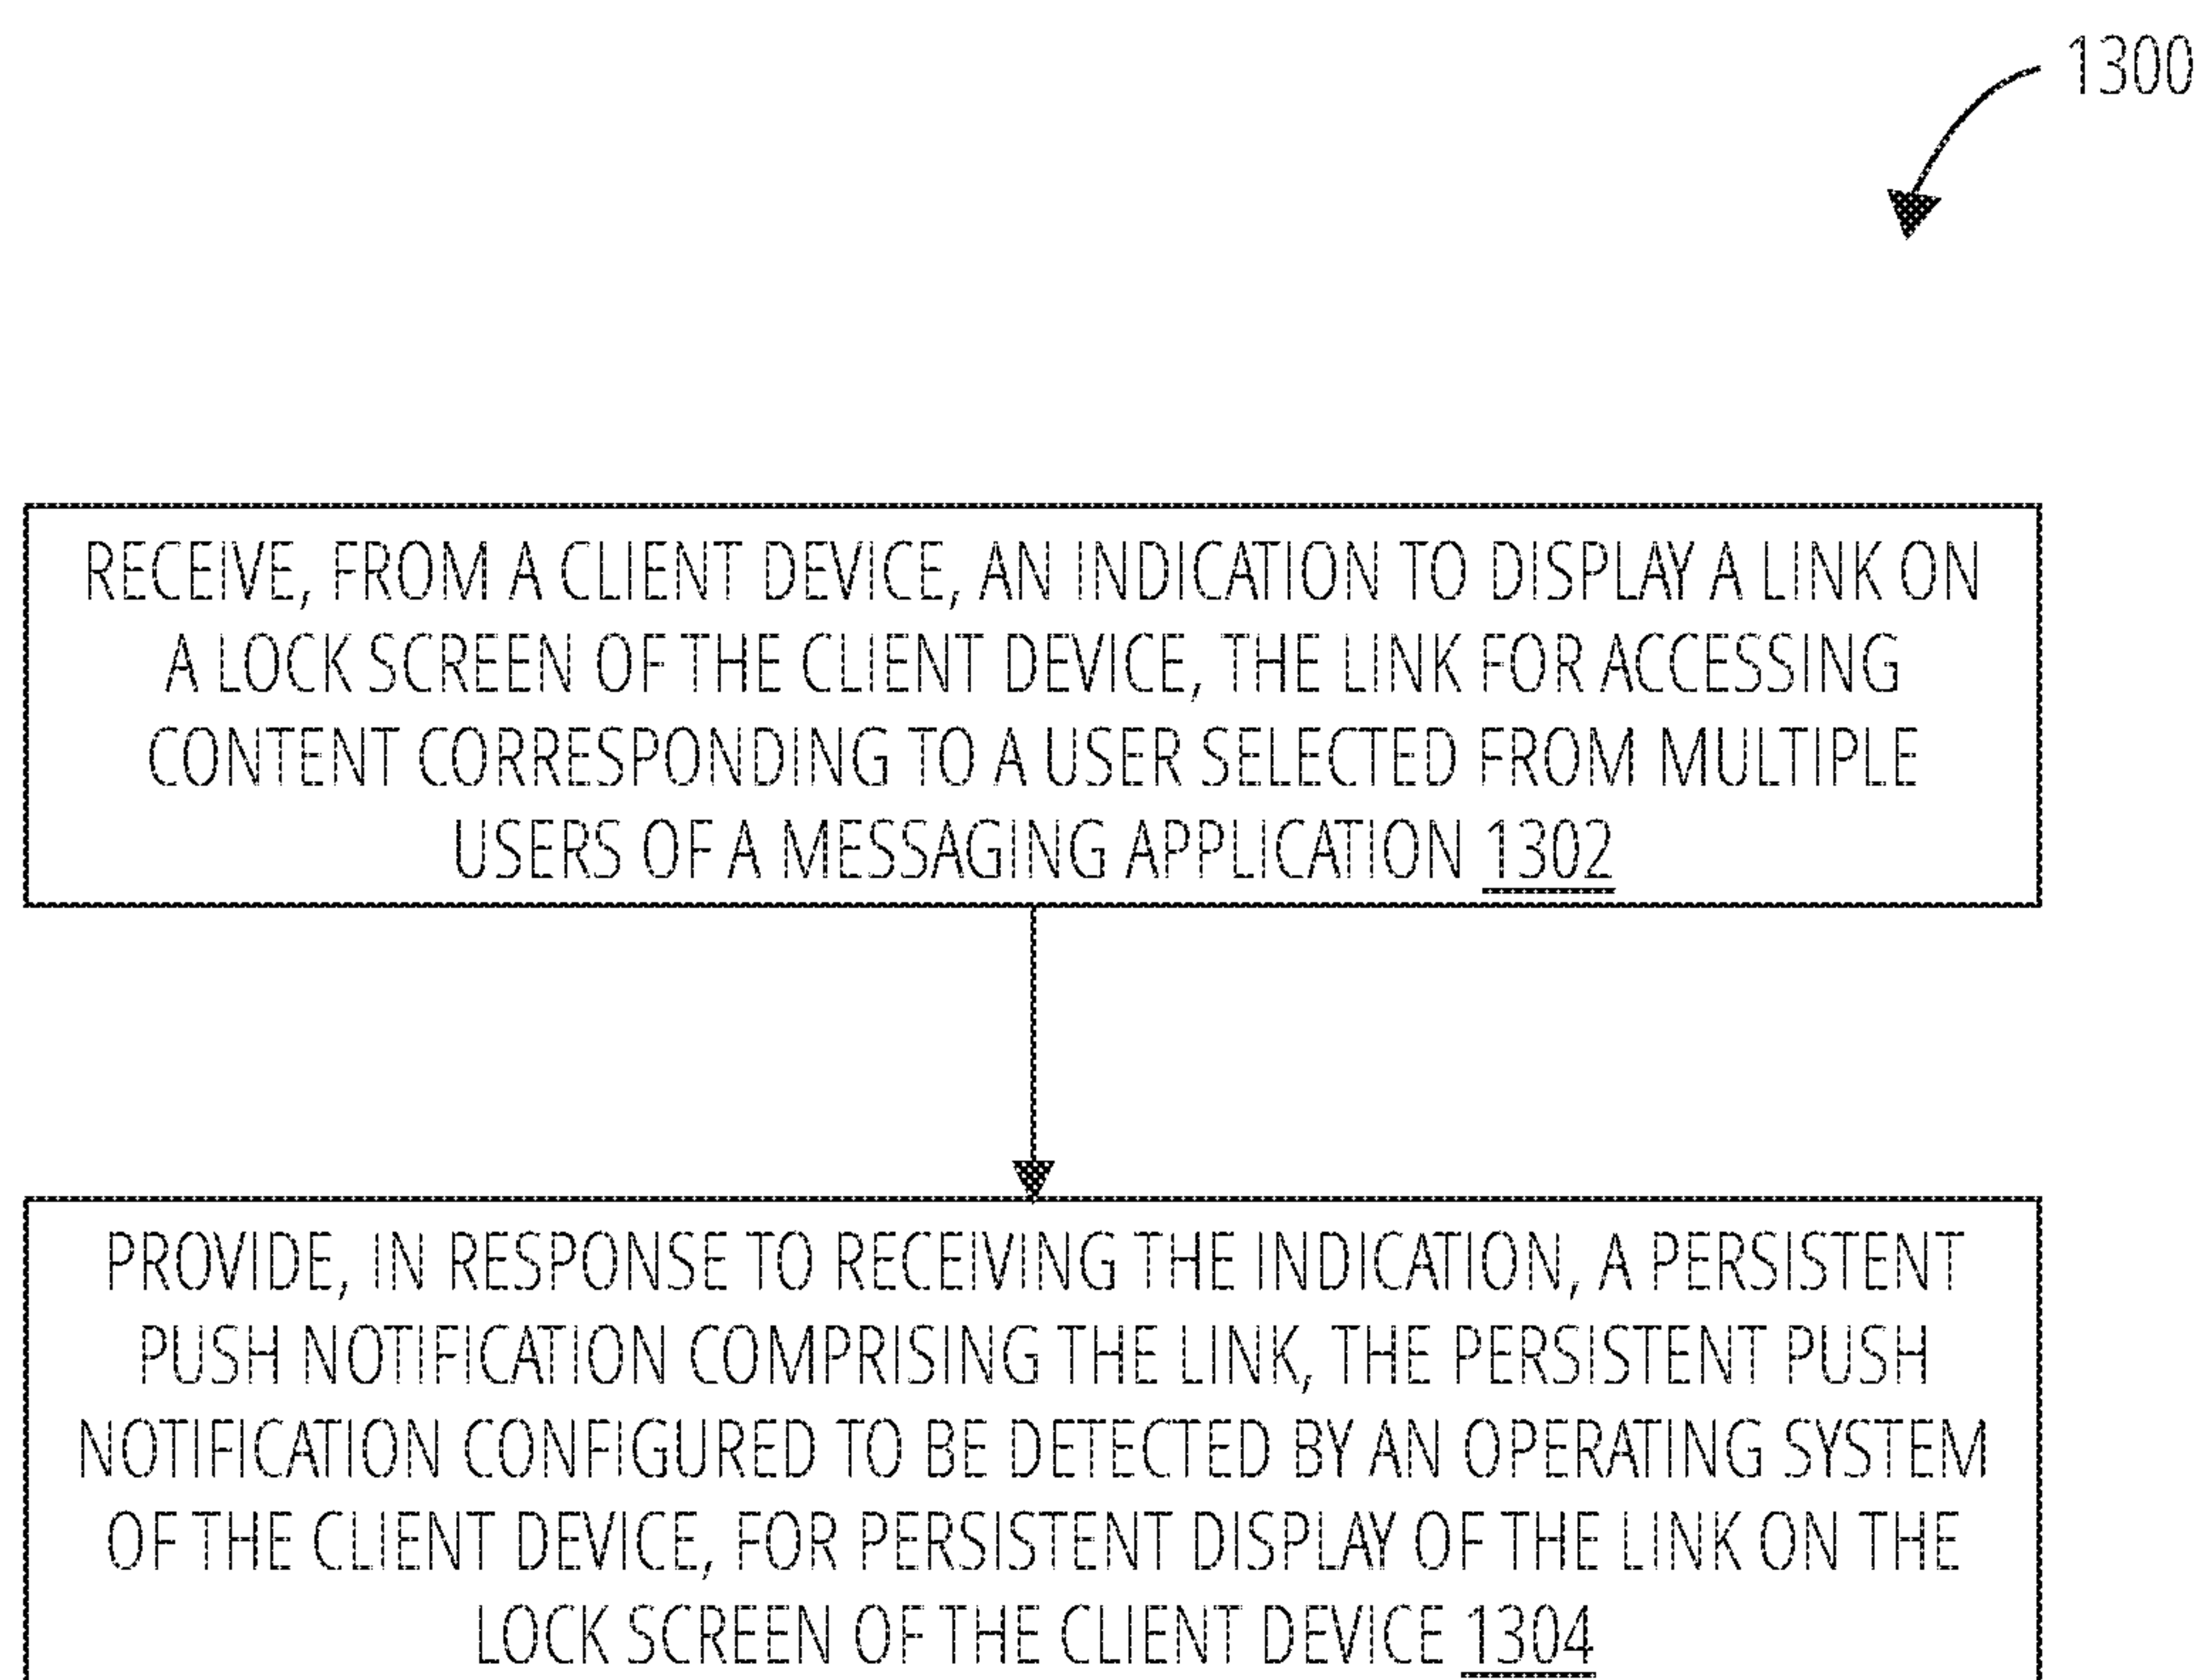 1300
RECEIVE, FROM A CLIENT DEVICE, AN INDICATION TO DISPLAY A LINK ON
A LOCK SCREEN OF THE CLIENT DEVICE, THE LINK FOR ACCESSING
CONTENT CORRESPONDING TO A USER SELECTED FROM MULTIPLE
USERS OF A MESSAGING APPLICATION 1302
PROVIDE, IN RESPONSE TO RECEIVING THE INDICATION, A PERSISTENT
PUSH NOTIFICATION COMPRISING THE LINK, THE PERSISTENT PUSH
NOTIFICATION CONFIGURED TO BE DETECTED BY AN OPERATING SYSTEM
OF THE CLIENT DEVICE, FOR PERSISTENT DISPLAY OF THE LINK ON THE
LOCK SCREEN OF THE CLIENT DEVICE 1304